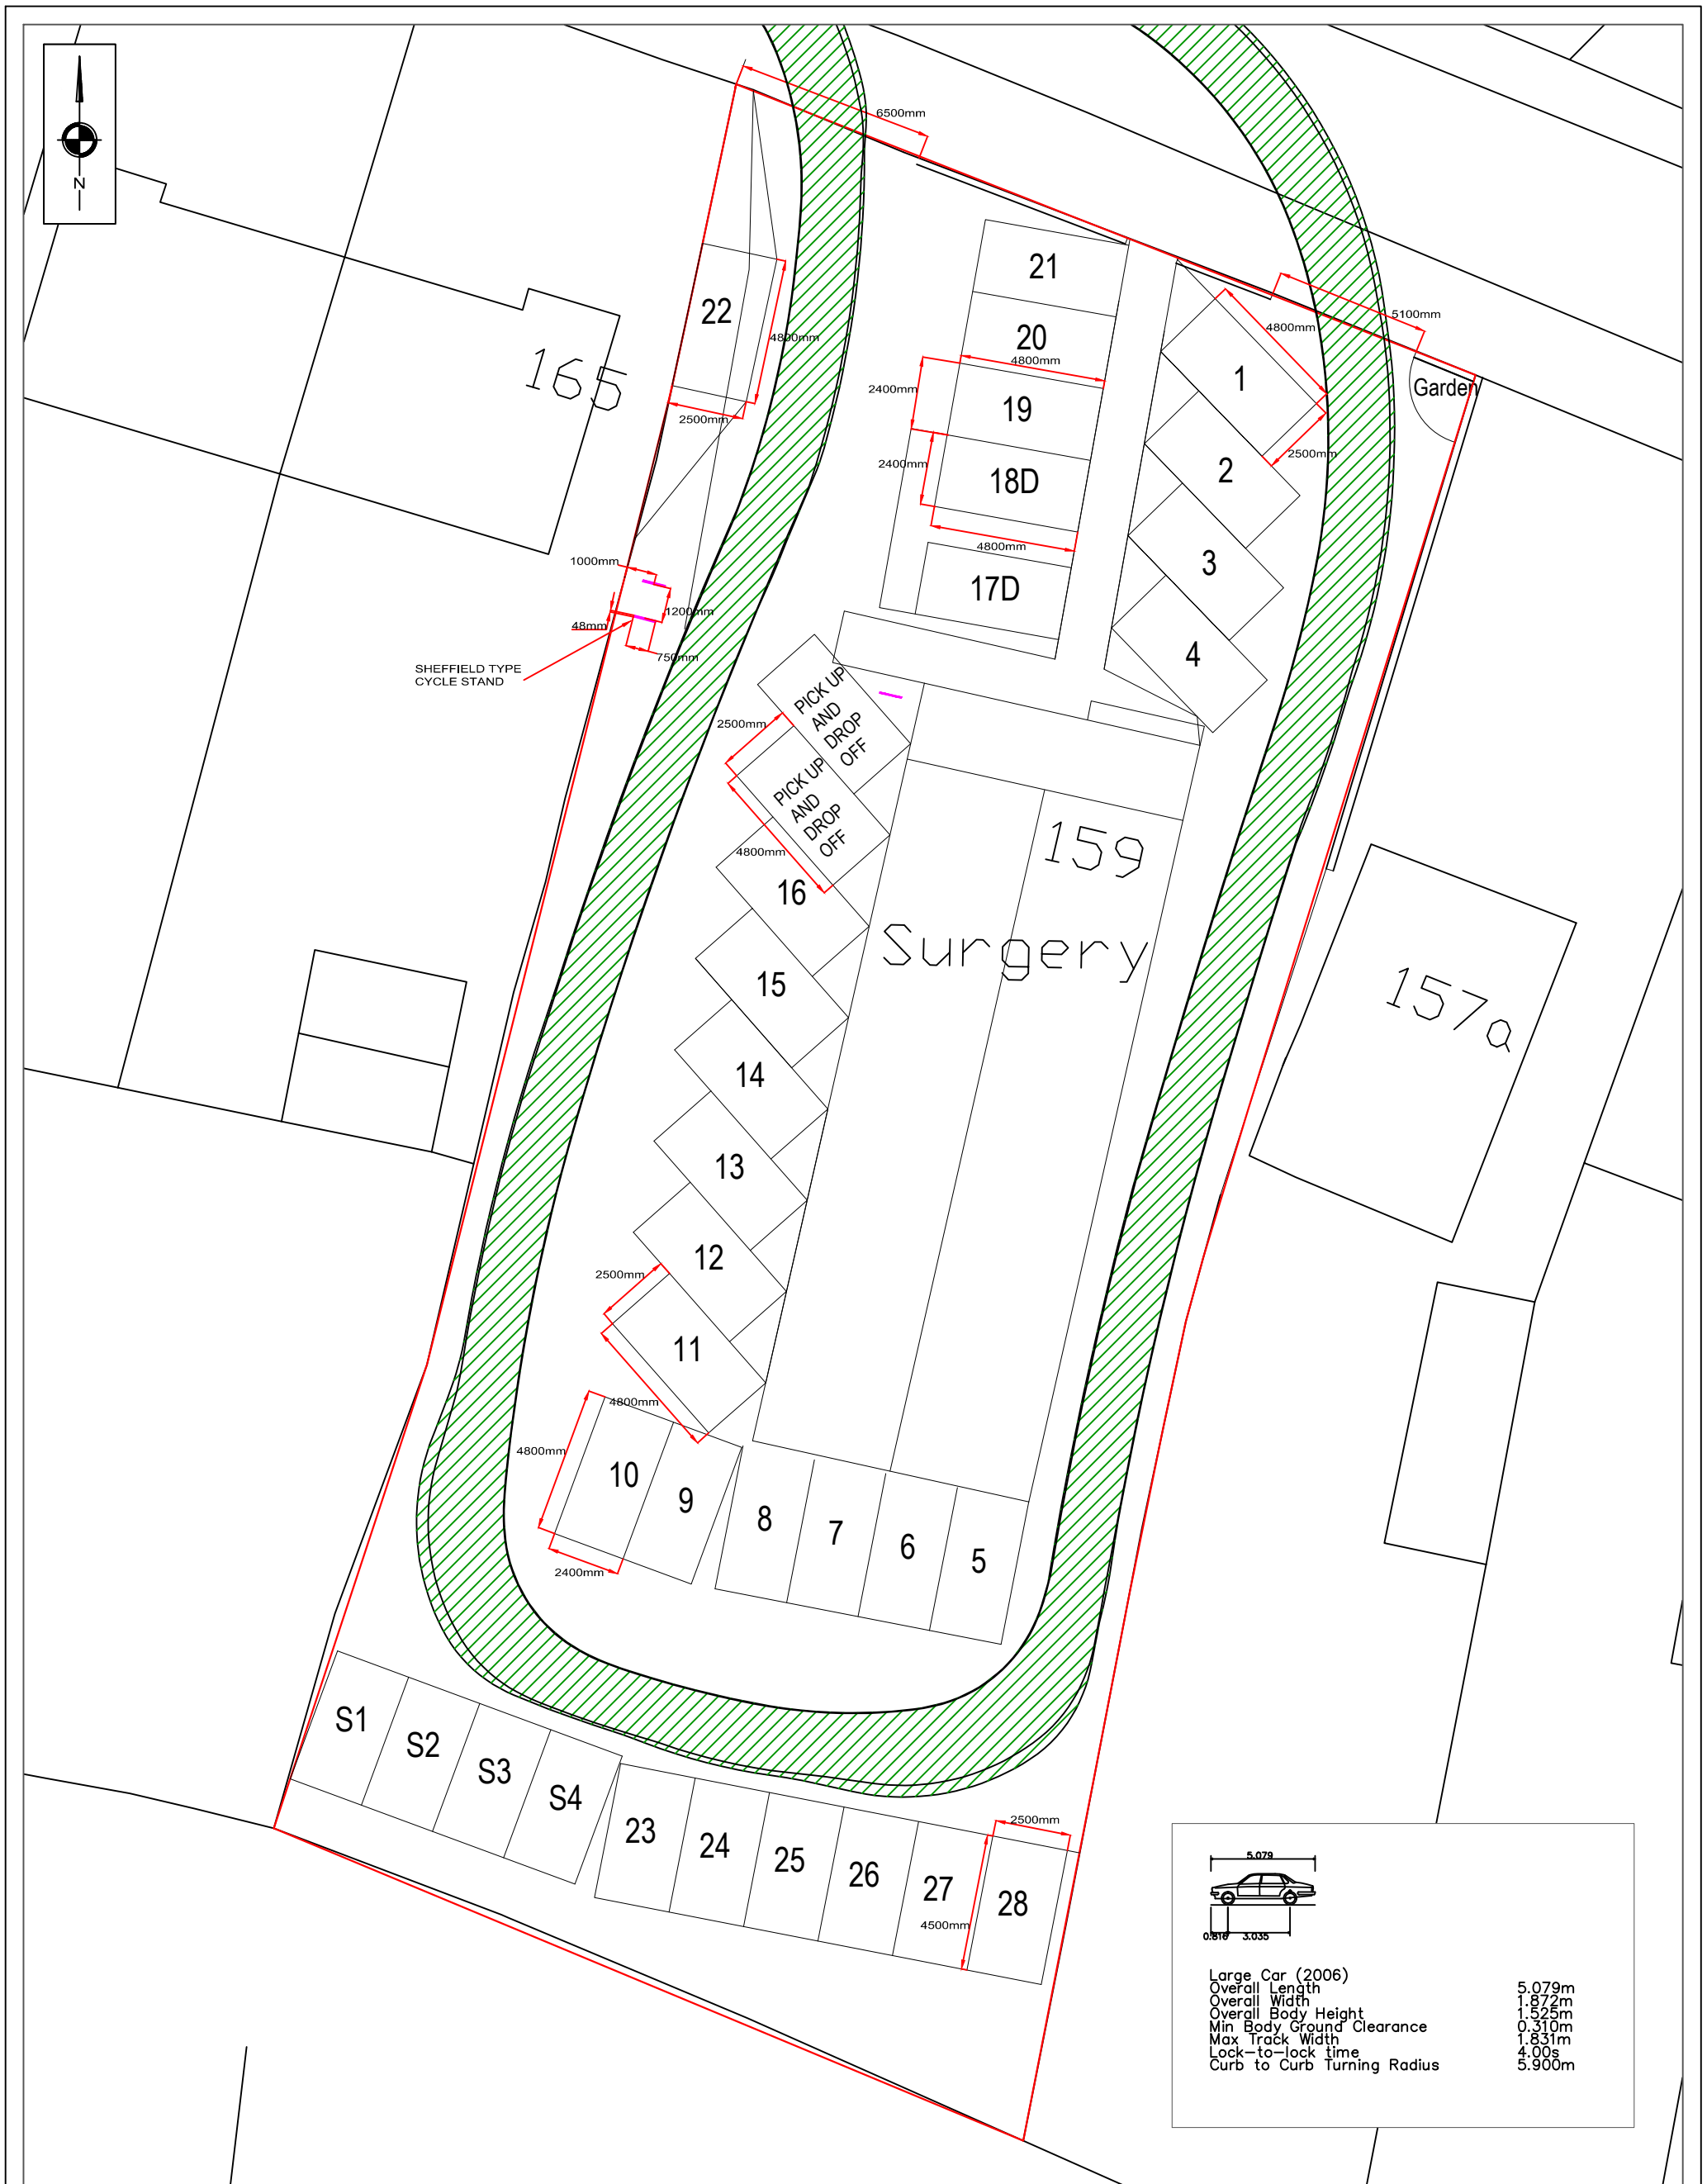 N
6500mm
22
4800mm
2500mm
165
21
20
4800mm
2400mm
19
2400mm
18D
4800mm
17D
5100mm
4800mm
1
Garden
2500mm
2
3
4
1000mm
1200mm
48mm
750mm
SHEFFIELD TYPE
CYCLE STAND
PICK UP
AND
DROP
OFF
2500mm
PICK UP
AND
DROP
OFF
4800mm
159
Surgery
157a
16
15
14
13
12
2500mm
11
4800mm
4800mm
10
9
2400mm
8
7
6
5
S1
S2
S3
S4
23
24
25
26
27
28
2500mm
4500mm
5.079
0.816
3.035
Large Car (2006)
Overall Length 5.079m
Overall Width 1.872m
Overall Body Height 1.525m
Min Body Ground Clearance 0.310m
Max Track Width 1.831m
Lock-to-lock time 4.00s
Curb to Curb Turning Radius 5.900m